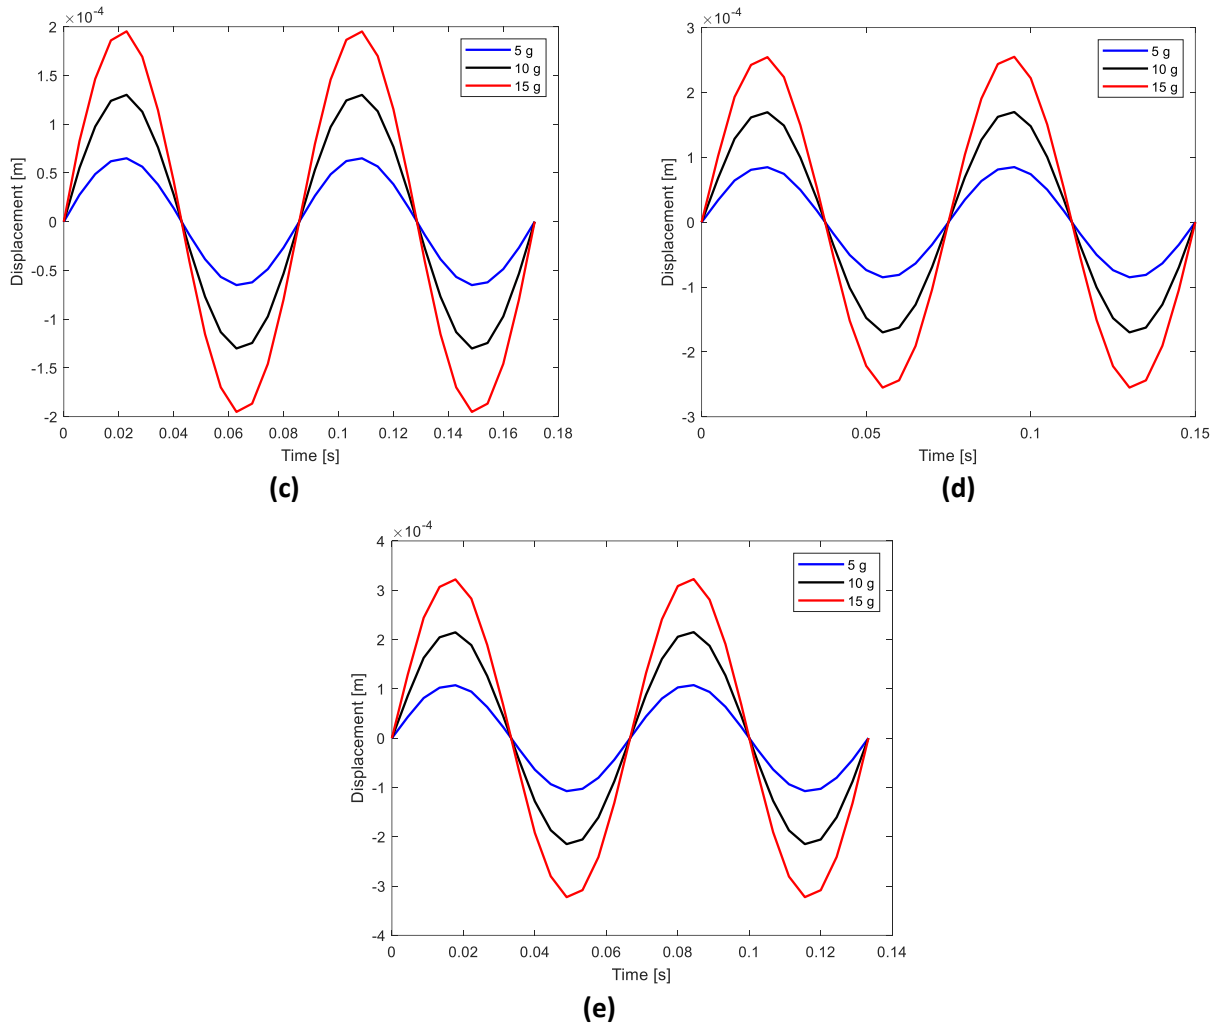 ×10-4
2
1.5
1
0.5
0
-0.5
-1
-1.5
-2
Displacement [m]
5 g
10 g
15 g
0 0.02 0.04 0.06 0.08 0.1 0.12 0.14 0.16 0.18
Time [s]
(c)
×10-4
3
2
1
0
-1
-2
-3
Displacement [m]
5 g
10 g
15 g
0 0.05 0.1 0.15
Time [s]
(d)
×10-4
4
3
2
1
0
-1
-2
-3
-4
Displacement [m]
5 g
10 g
15 g
0 0.02 0.04 0.06 0.08 0.1 0.12 0.14
Time [s]
(e)